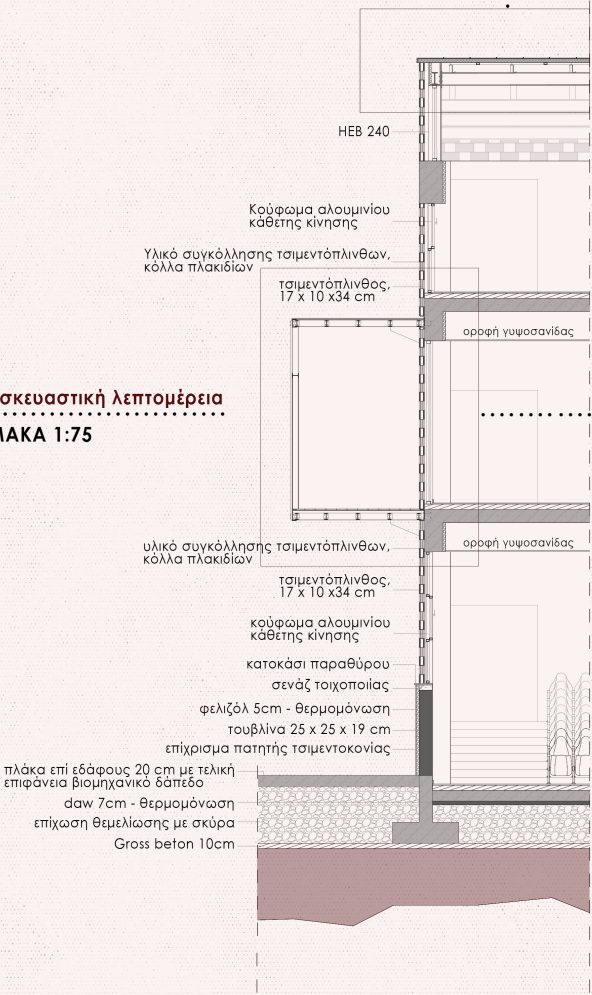 HEB 240
Κούφωμα αλουμινίου
κάθετης κίνησης
Υλικό συγκόλλησης τσιμεντόπλινθων,
κόλλα πλακιδίων
τσιμεντόπλινθος,
17 x 10 x34 cm
οροφή γυψοσανίδας
σκευαστική λεπτομέρεια
ΜΑΚΑ 1:75
υλικό συγκόλλησης τσιμεντόπλινθων,
κόλλα πλακιδίων
οροφή γυψοσανίδας
τσιμεντόπλινθος,
17 x 10 x34 cm
κούφωμα αλουμινίου
κάθετης κίνησης
κατοκάσι παραθύρου
σενάζ τοιχοποιίας
φελιζόλ 5cm - θερμομόνωση
τουβλίνα 25 x 25 x 19 cm
επίχρισμα πατητής τσιμεντοκονίας
πλάκα επί εδάφους 20 cm με τελική
επιφάνεια βιομηχανικό δάπεδο
daw 7cm - θερμομόνωση
επίχωση θεμελίωσης με σκύρα
Gross beton 10cm